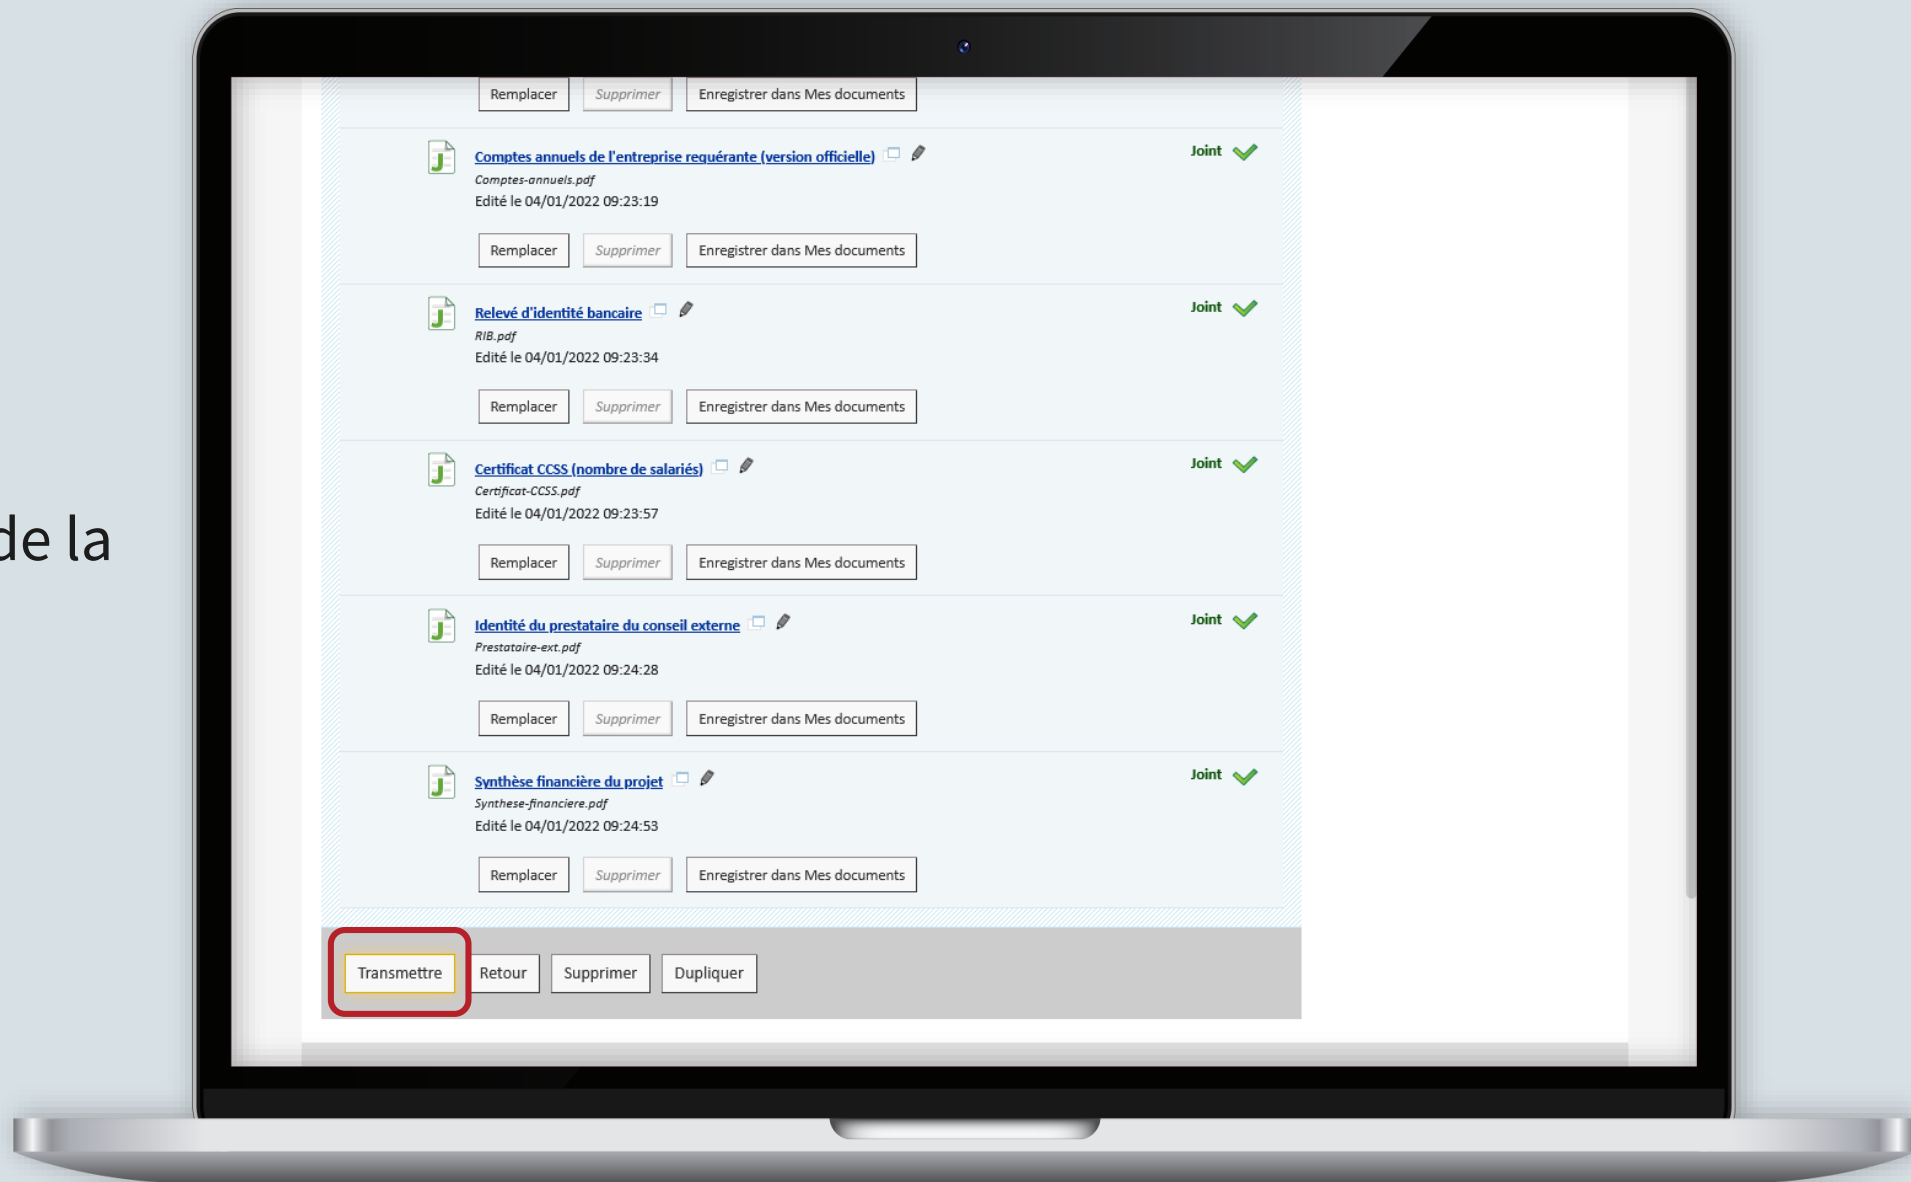 Remplacer Supprimer Enregistrer dans Mes documents
Comptes annuels de l'entreprise requérante (version officielle) Joint
Comptes-annuels.pdf
Edité le 04/01/2022 09:23:19
Remplacer Supprimer Enregistrer dans Mes documents
Relevé d'identité bancaire Joint
RIB.pdf
Edité le 04/01/2022 09:23:34
Remplacer Supprimer Enregistrer dans Mes documents
Certificat CCSS (nombre de salariés) Joint
Certificat-CCSS.pdf
Edité le 04/01/2022 09:23:57
de la
Remplacer Supprimer Enregistrer dans Mes documents
Identité du prestataire du conseil externe Joint
Prestataire-ext.pdf
Edité le 04/01/2022 09:24:28
Remplacer Supprimer Enregistrer dans Mes documents
Synthèse financière du projet Joint
Synthese-financiere.pdf
Edité le 04/01/2022 09:24:53
Remplacer Supprimer Enregistrer dans Mes documents
Transmettre Retour Supprimer Dupliquer